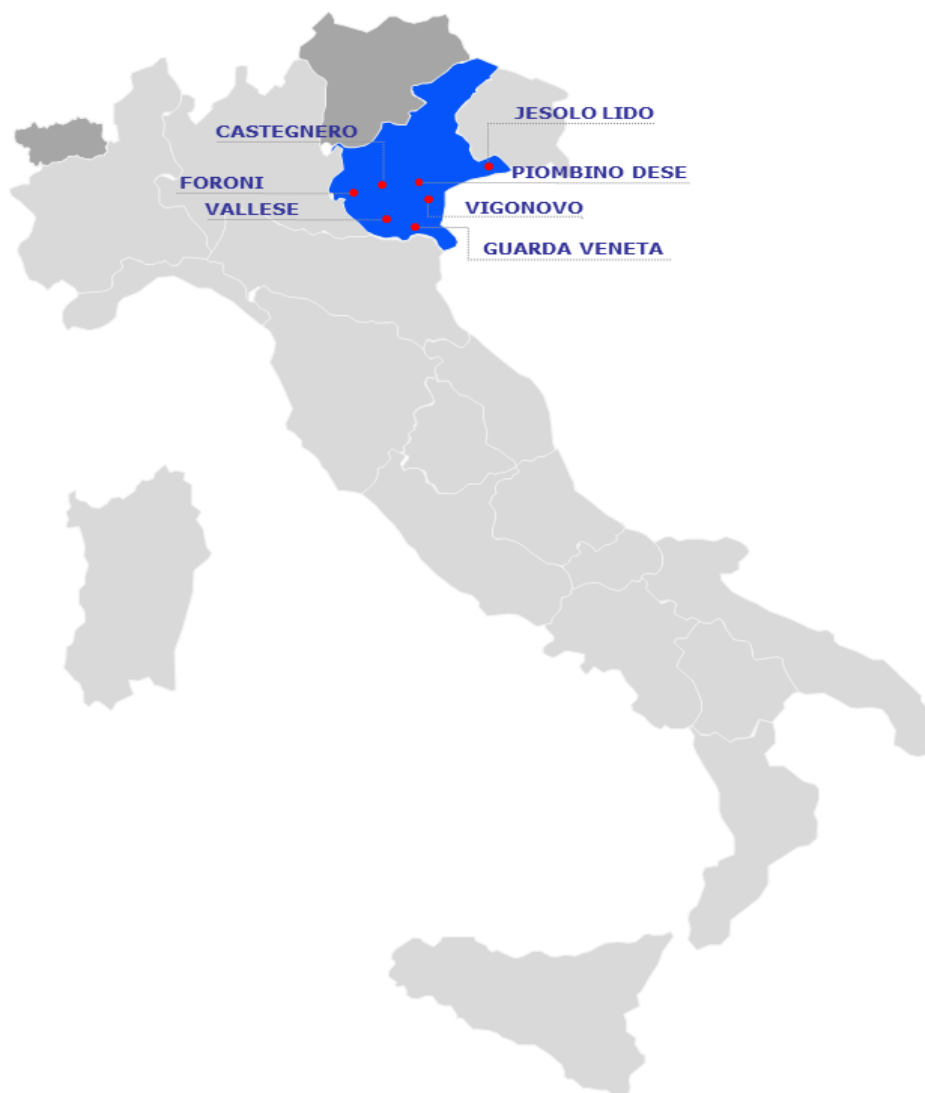 JESOLO LIDO
CASTEGNERO
PIOMBINO DESE
FORONI
VALLESE
VIGONOVO
GUARDA VENETA